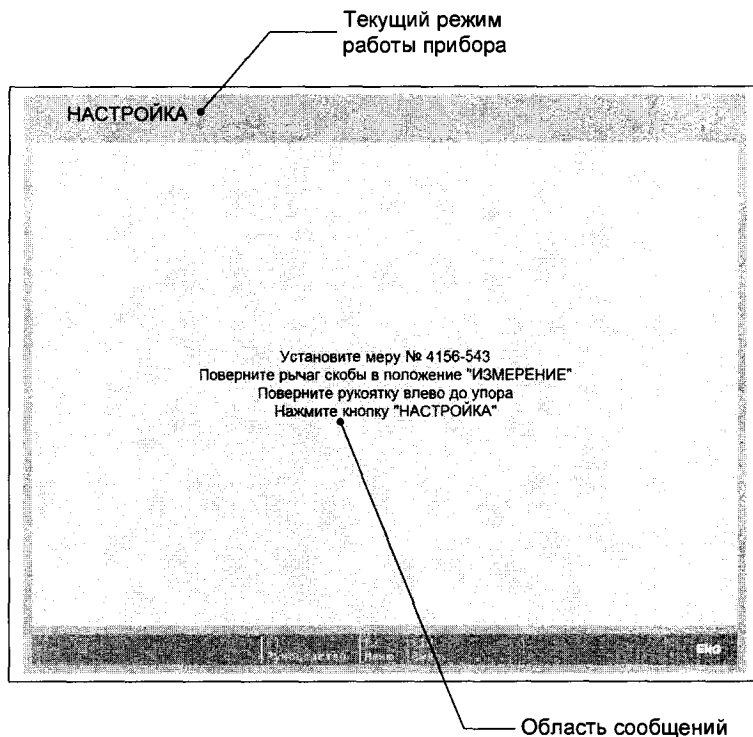 Текущий режим
работы прибора
НАСТРОЙКА
Установите меру № 4156-543
Поверните рычаг скобы в положение "ИЗМЕРЕНИЕ"
Поверните рукоятку влево до упора
Нажмите кнопку "НАСТРОЙКА"
ENG
Область сообщений